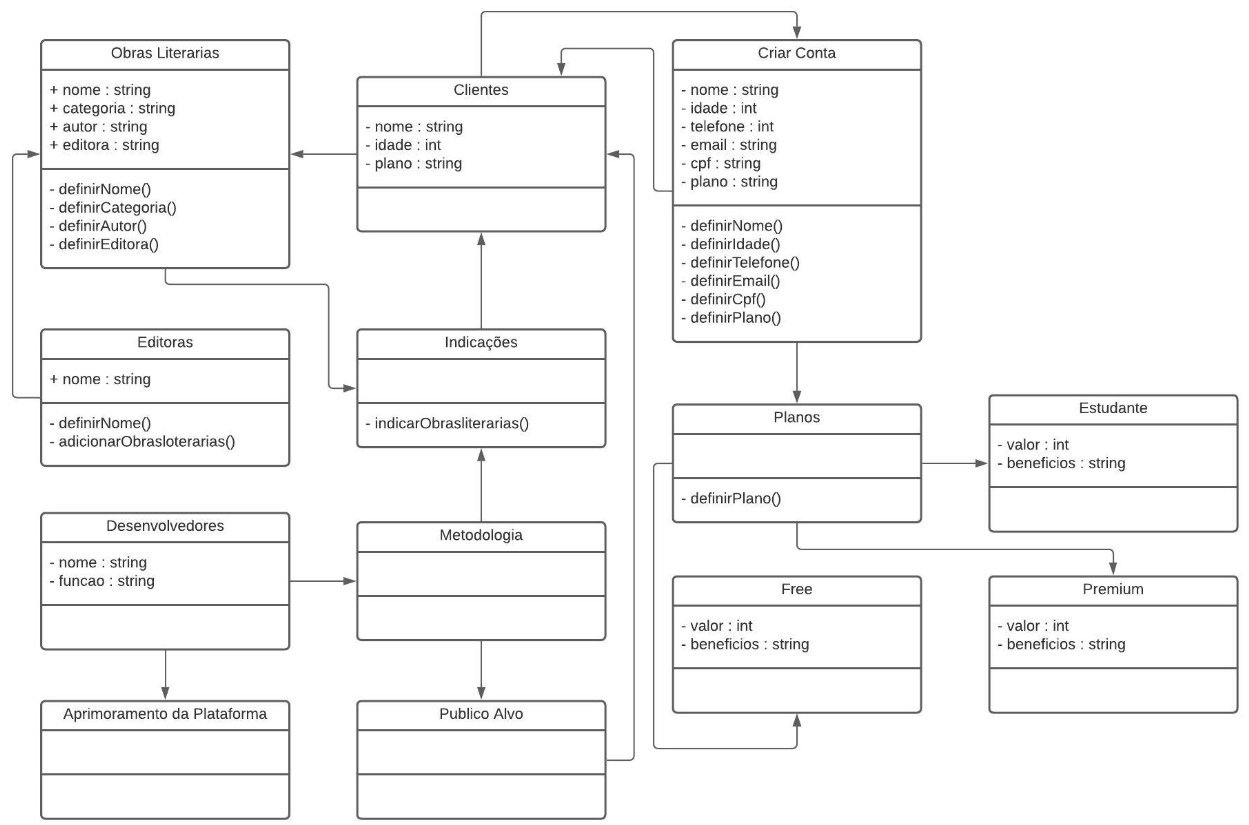 Obras Literarias
+ nome : string
+ categoria : string
+ autor : string
+ editora : string
- definirNome()
- definirCategoria()
- definirAutor()
- definirEditora()
Clientes
- nome : string
- idade : int
- plano : string
Criar Conta
- nome : string
- idade : int
- telefone : int
- email : string
- cpf : string
- plano : string
- definirNome()
- definirIdade()
- definirTelefone()
- definirEmail()
- definirCpf()
- definirPlano()
Editoras
+ nome : string
- definirNome()
- adicionarObrasloterarias()
Indicações
- indicarObrasliterarias()
Planos
- definirPlano()
Estudante
- valor : int
- beneficios : string
Desenvolvedores
- nome : string
- funcao : string
Metodologia
Free
- valor : int
- beneficios : string
Premium
- valor : int
- beneficios : string
Aprimoramento da Plataforma
Publico Alvo